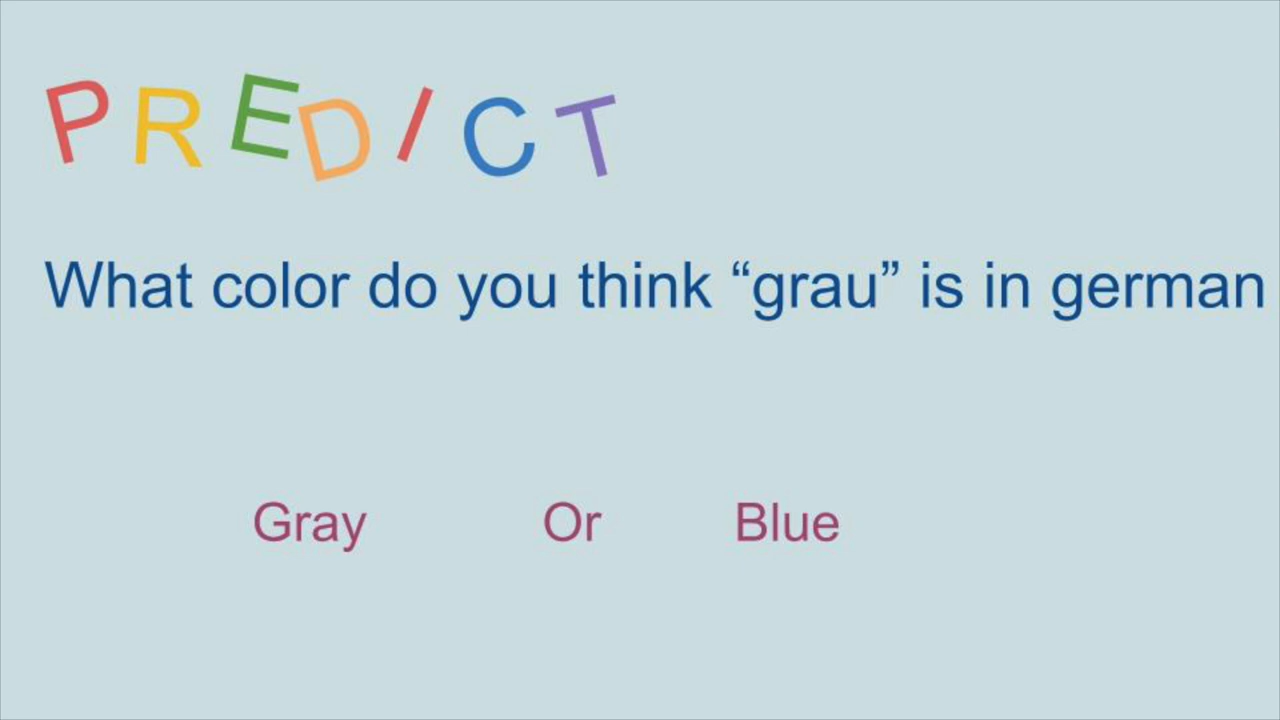 PREDICT
What color do you think “grau” is in german
Gray Or Blue